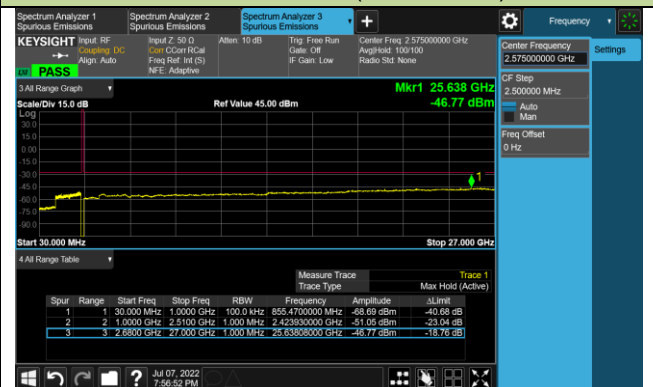 Spectrum Analyzer 1
Spurious Emissions
Spectrum Analyzer 2
Spurious Emissions
Spectrum Analyzer 3
Spurious Emissions
Frequency
KEYSIGHT
Input: RF
Coupling: DC
Align: Auto
Input Z: 50 Ω
Corr CCorr RCal
Freq Ref: Int (S)
NFE: Adaptive
Atten: 10 dB
Trig: Free Run
Gate: Off
IF Gain: Low
Center Freq: 2.575000000 GHz
Avg|Hold: 100/100
Radio Std: None
PASS
Center Frequency
2.575000000 GHz
Settings
CF Step
2.500000 MHz
Auto
Man
Freq Offset
0 Hz
3 All Range Graph
Mkr1 25.638 GHz
Scale/Div 15.0 dB
Ref Value 45.00 dBm
-46.77 dBm
Log
30.0
15.0
0.00
-15.0
-30.0
-45.0
-60.0
-75.0
-90.0
1
Start 30.000 MHz
Stop 27.000 GHz
4 All Range Table
Measure Trace Trace 1
Trace Type Max Hold (Active)
Spur Range Start Freq Stop Freq RBW Frequency Amplitude ΔLimit
1 1 30.000 MHz 1.0000 GHz 100.0 kHz 855.4700000 MHz -68.69 dBm -40.68 dB
2 2 1.0000 GHz 2.5100 GHz 1.000 MHz 2.423930000 GHz -51.05 dBm -23.04 dB
3 3 2.6800 GHz 27.000 GHz 1.000 MHz 25.63808000 GHz -46.77 dBm -18.76 dB
Jul 07, 2022
7:56:52 PM